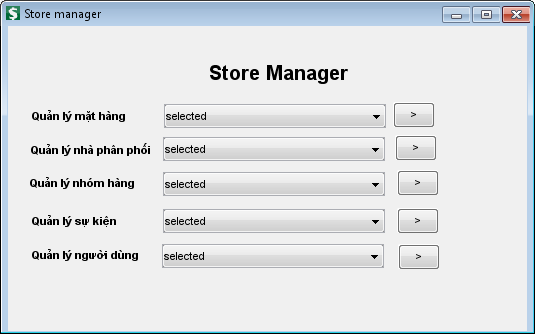 Store manager
Store Manager
Quản lý mặt hàng selected >
Quản lý nhà phân phối selected >
Quản lý nhóm hàng selected >
Quản lý sự kiện selected >
Quản lý người dùng selected >